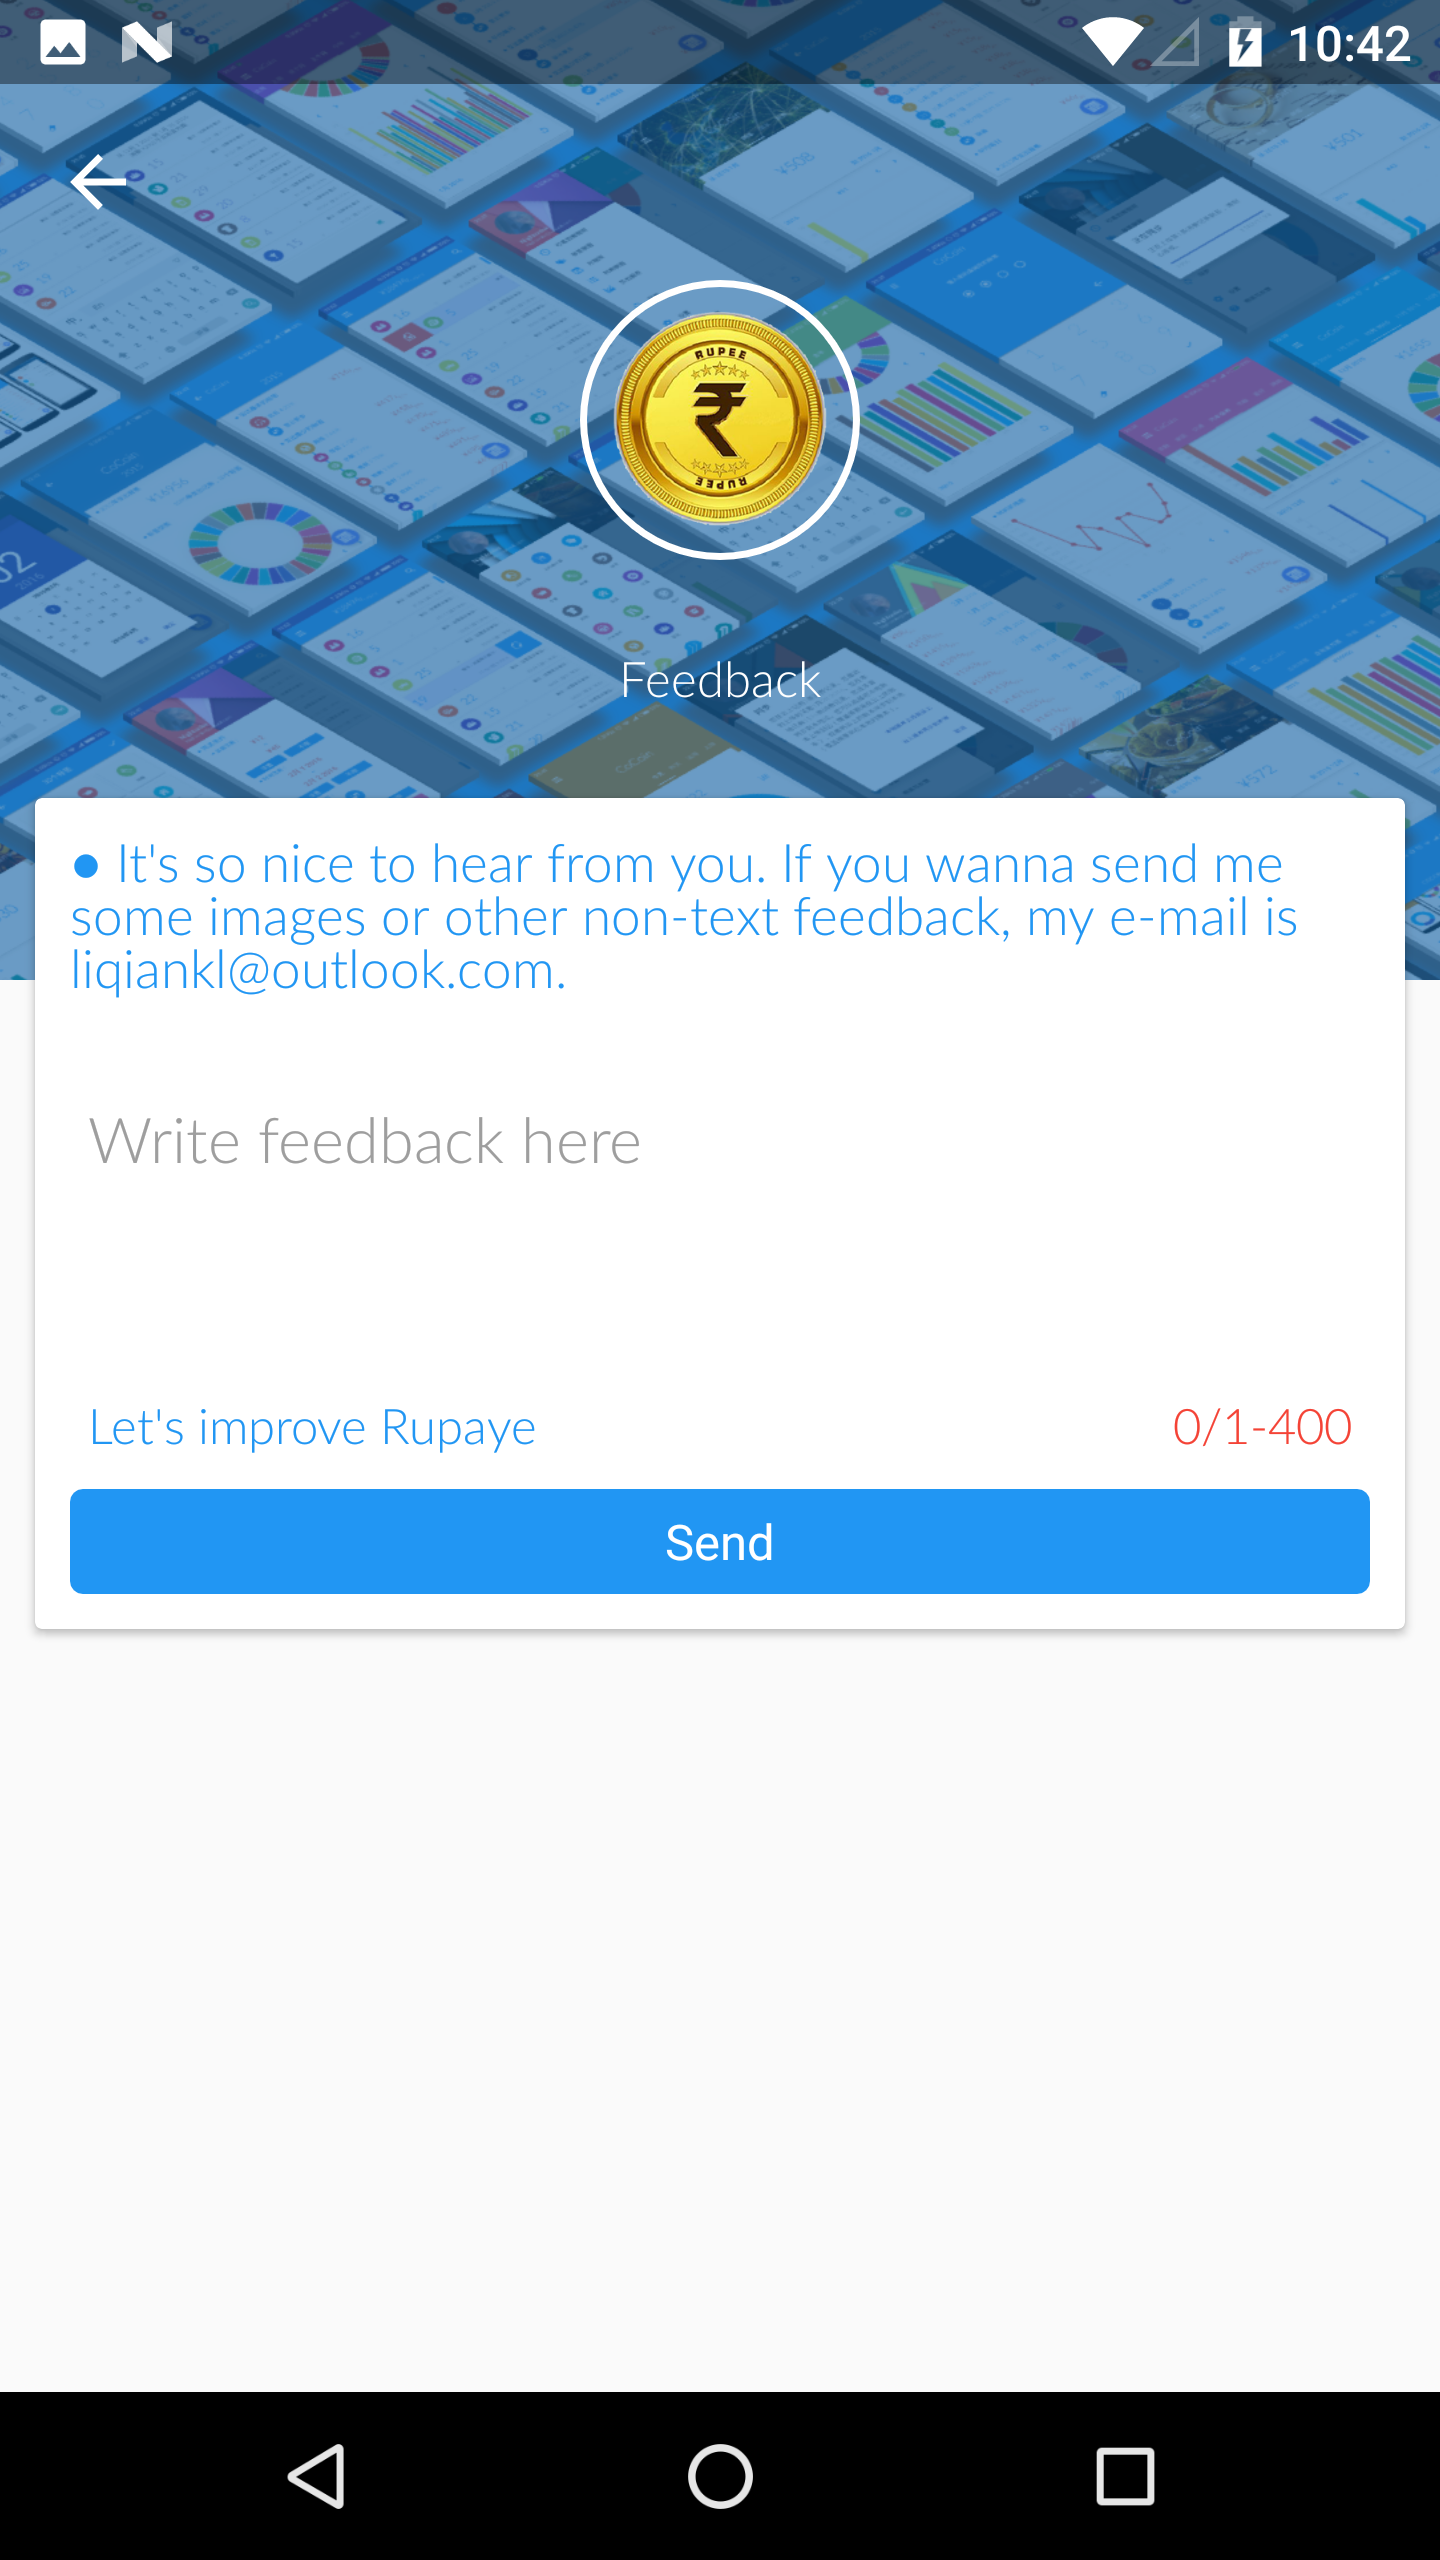 10:42
RUPEE
RUPEE
Feedback
● It's so nice to hear from you. If you wanna send me
some images or other non-text feedback, my e-mail is
liqiankl@outlook.com.
Write feedback here
Let's improve Rupaye
0/1-400
Send